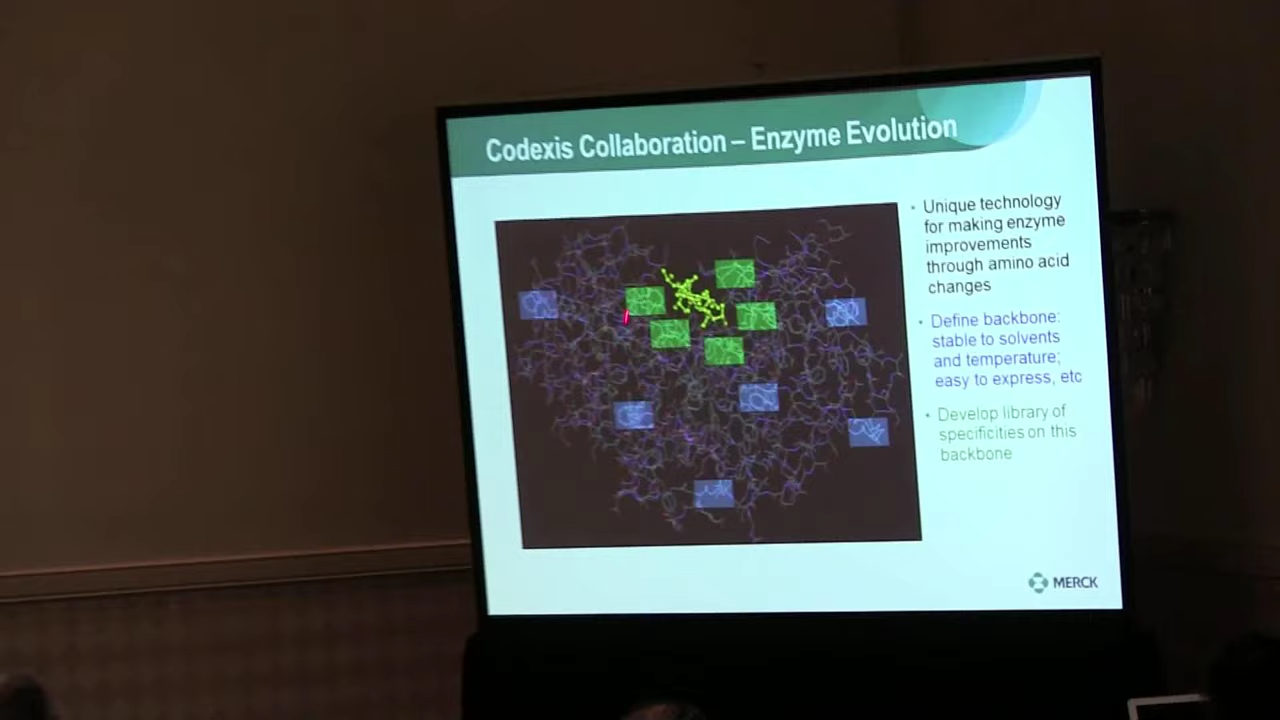 Codexis Collaboration – Enzyme Evolution
• Unique technology
for making enzyme
improvements
through amino acid
changes
• Define backbone:
stable to solvents
and temperature;
easy to express, etc
• Develop library of
specificities on this
backbone
MERCK